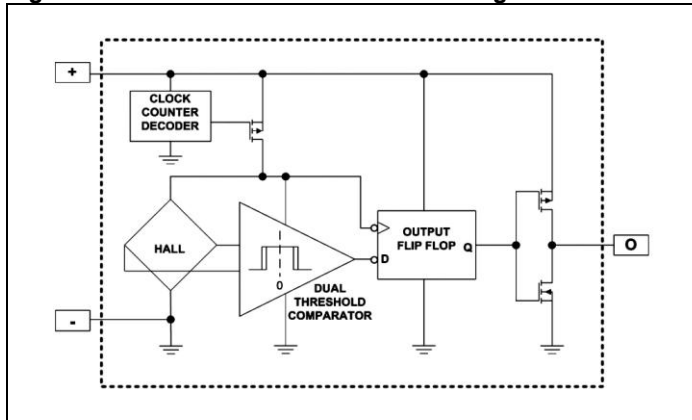 +
CLOCK
COUNTER
DECODER
HALL
0
DUAL
THRESHOLD
COMPARATOR
D
OUTPUT
FLIP FLOP
Q
O
-